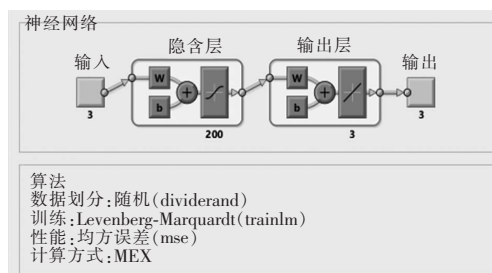 神经网络
输入 隐含层 输出层 输出
W W
b + b +
3 200 3 3
算法
数据划分:随机(dividerand)
训练:Levenberg-Marquardt(trainlm)
性能:均方误差(mse)
计算方式:MEX